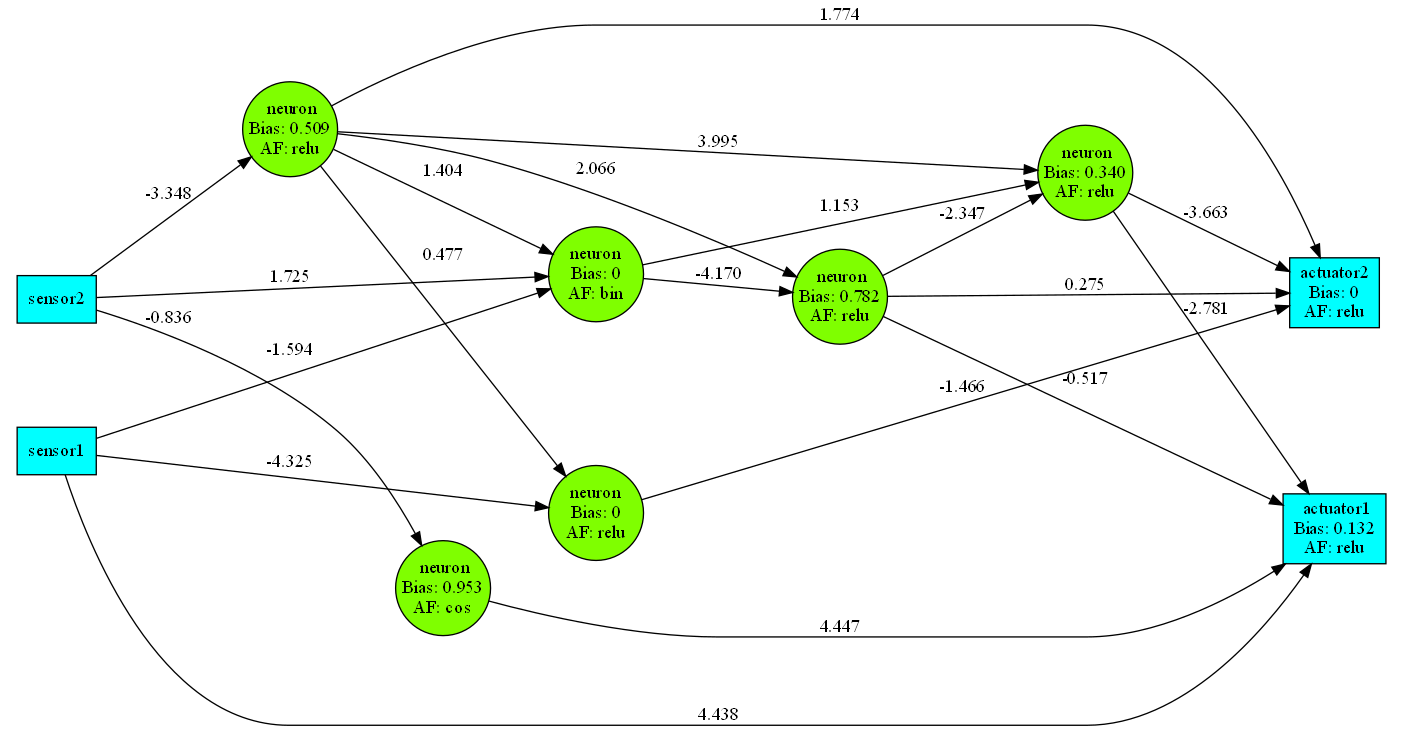 1.774
neuron
Bias: 0.509
AF: relu
3.995
neuron
Bias: 0.340
AF: relu
1.404
2.066
-3.348
1.153
-2.347
-3.663
0.477
neuron
Bias: 0
AF: bin
-4.170
neuron
Bias: 0.782
AF: relu
sensor2
1.725
0.275
actuator2
Bias: 0
AF: relu
-0.836
-2.781
-1.594
-1.466
-0.517
sensor1
-4.325
neuron
Bias: 0
AF: relu
actuator1
Bias: 0.132
AF: relu
neuron
Bias: 0.953
AF: cos
4.447
4.438